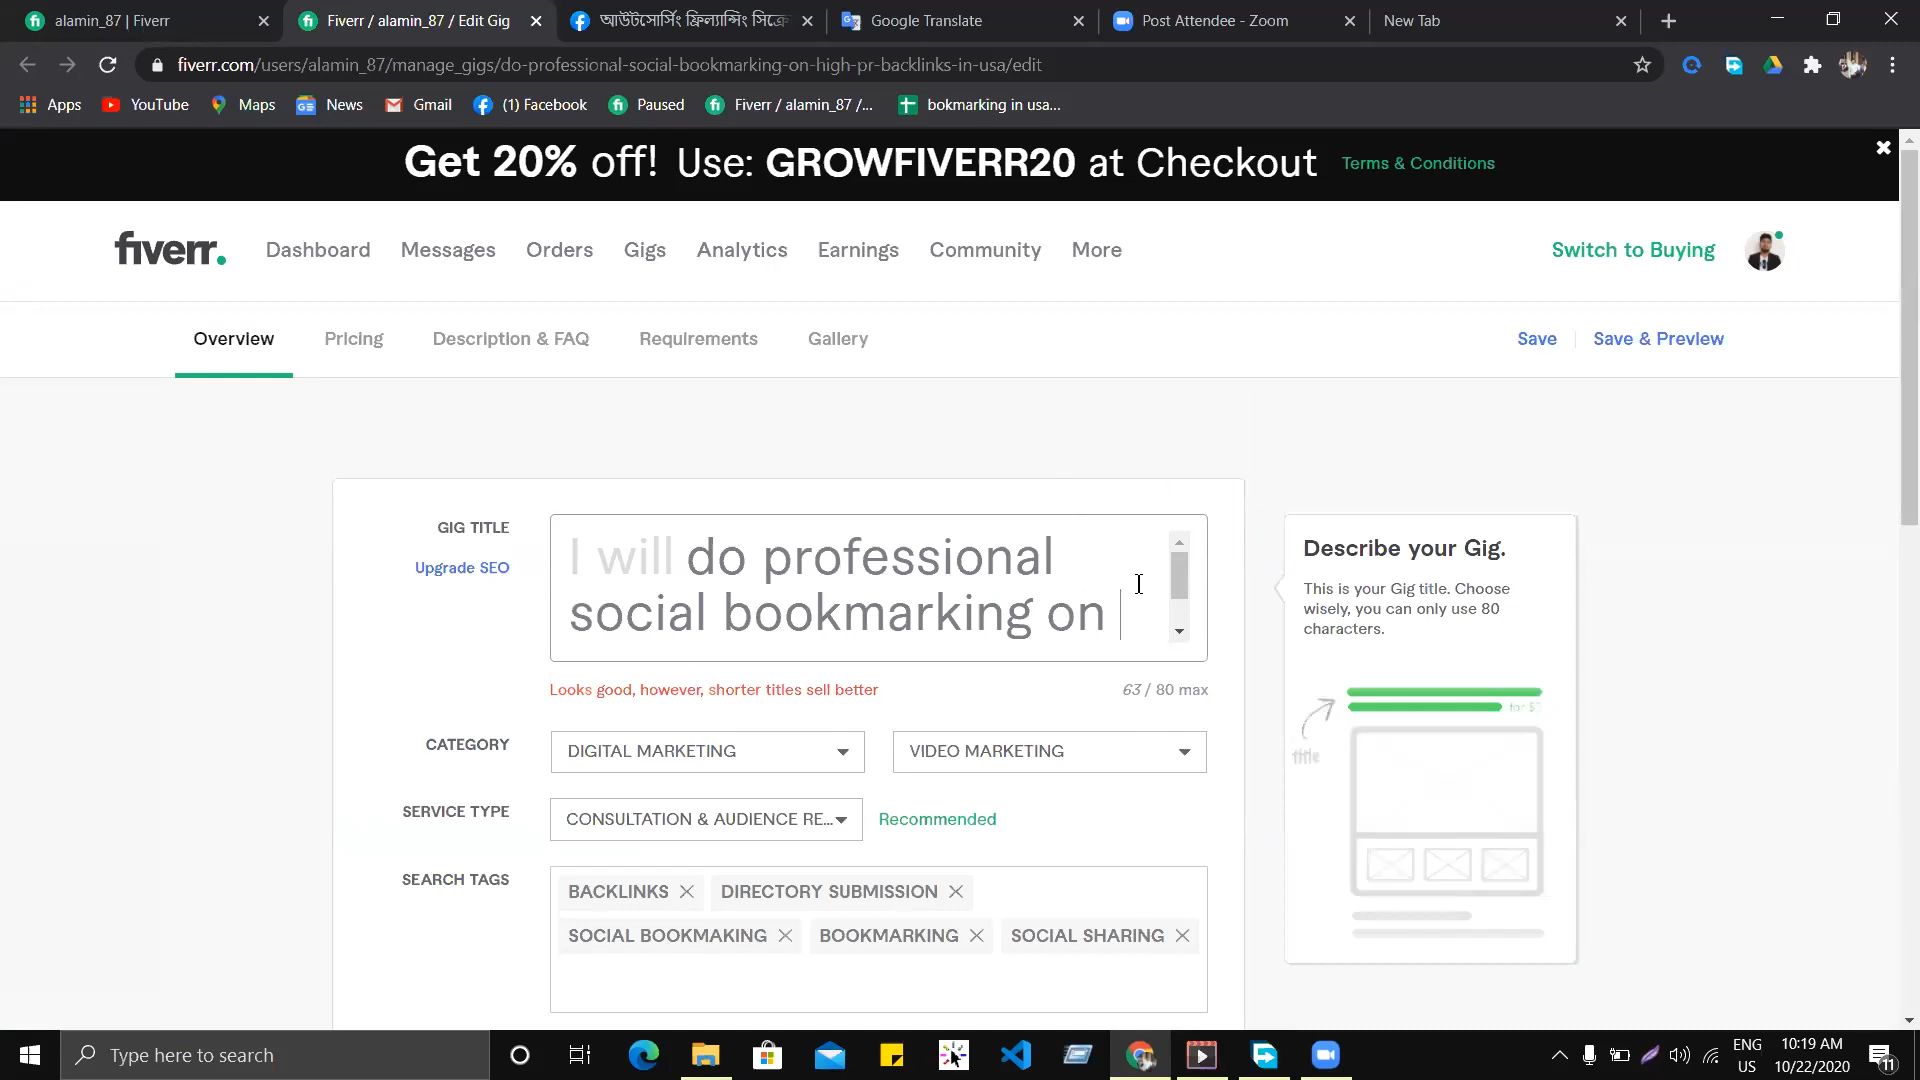 alamin_87 | Fiverr
Fiverr / alamin_87 / Edit Gig
আউটসোর্সিং ফ্রিল্যান্সিং সিক্রে
Google Translate
Post Attendee - Zoom
New Tab
fiverr.com/users/alamin_87/manage_gigs/do-professional-social-bookmarking-on-high-pr-backlinks-in-usa/edit
Apps
YouTube
Maps
News
Gmail
(1) Facebook
Paused
Fiverr / alamin_87 /...
bokmarking in usa...
Get 20% off! Use: GROWFIVERR20 at Checkout Terms & Conditions
fiverr.
Dashboard Messages Orders Gigs Analytics Earnings Community More
Switch to Buying
Overview Pricing Description & FAQ Requirements Gallery
Save Save & Preview
GIG TITLE
Upgrade SEO
I will do professional
social bookmarking on
Looks good, however, shorter titles sell better
63 / 80 max
Describe your Gig.
This is your Gig title. Choose
wisely, you can only use 80
characters.
for $5
title
CATEGORY
DIGITAL MARKETING
VIDEO MARKETING
SERVICE TYPE
CONSULTATION & AUDIENCE RE...
Recommended
SEARCH TAGS
BACKLINKS
DIRECTORY SUBMISSION
SOCIAL BOOKMAKING
BOOKMARKING
SOCIAL SHARING
Type here to search
ENG
US
10:19 AM
10/22/2020
11